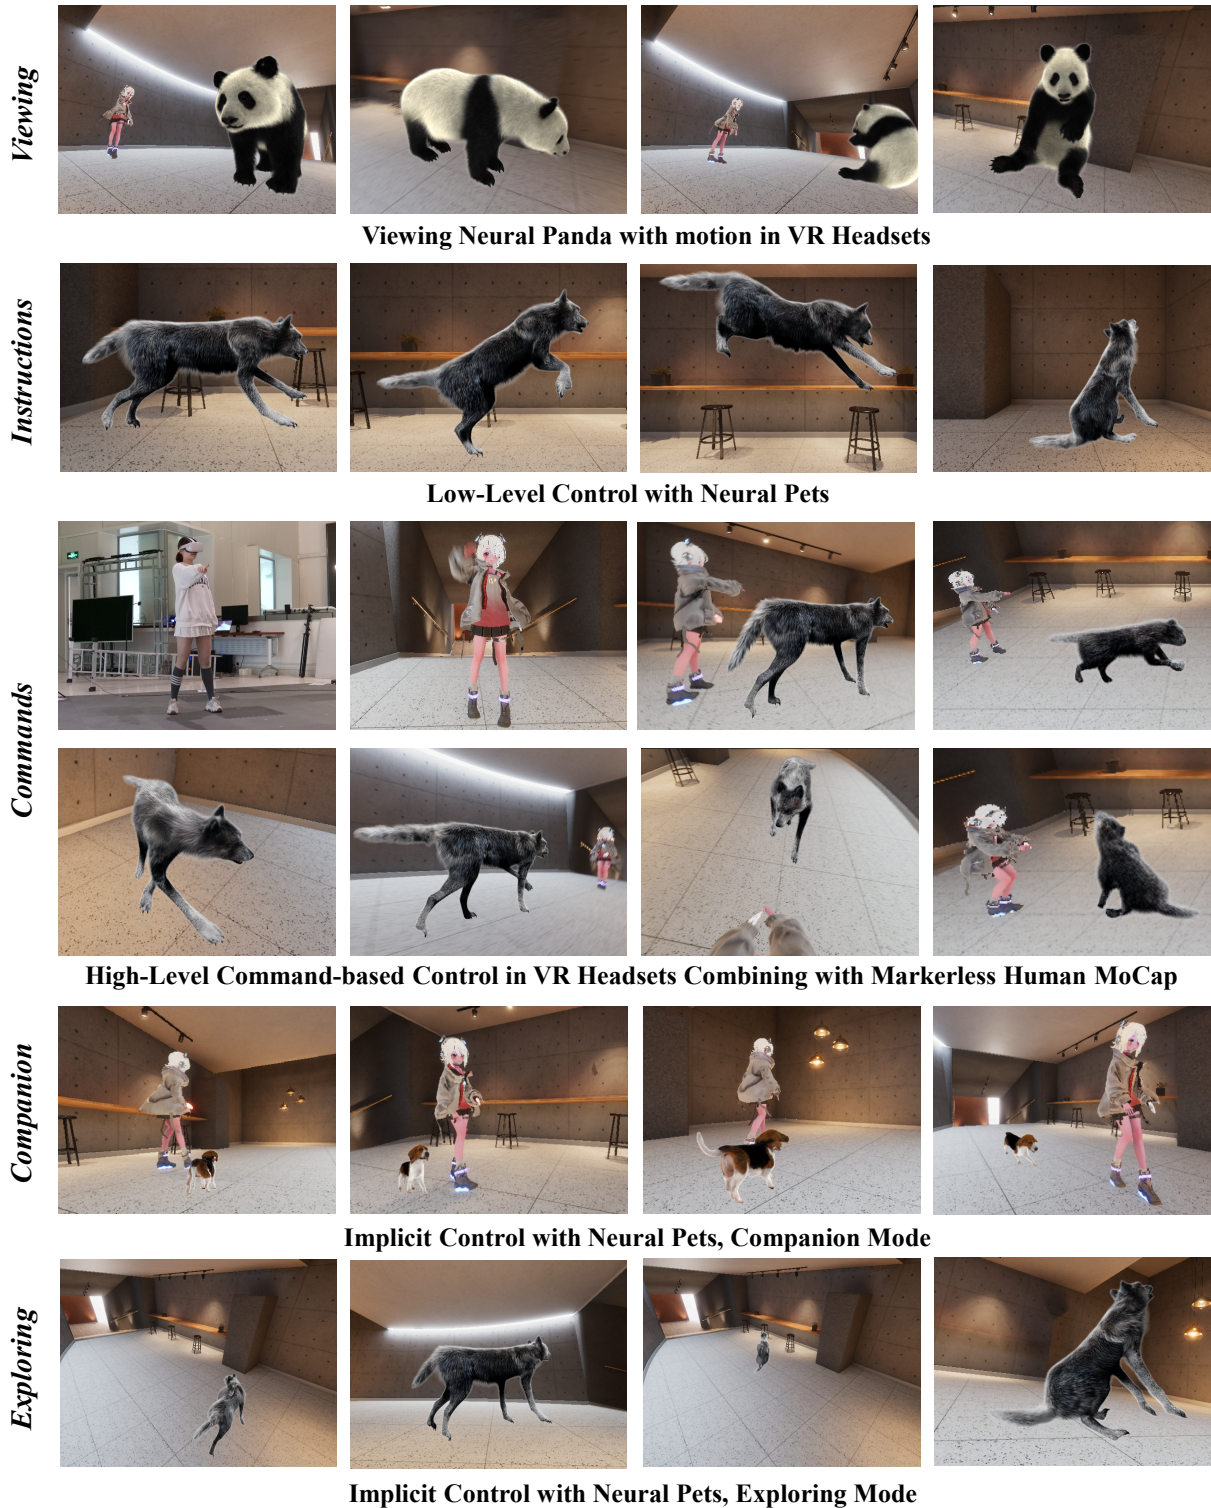 Viewing
Viewing Neural Panda with motion in VR Headsets
Instructions
Low-Level Control with Neural Pets
Commands
High-Level Command-based Control in VR Headsets Combining with Markerless Human MoCap
Companion
Implicit Control with Neural Pets, Companion Mode
Exploring
Implicit Control with Neural Pets, Exploring Mode